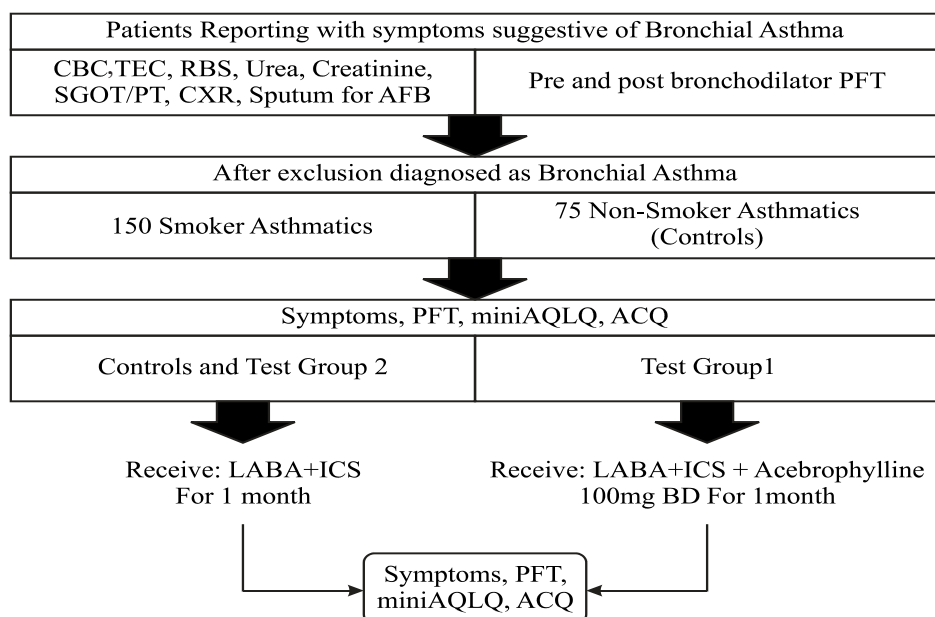 Patients Reporting with symptoms suggestive of Bronchial Asthma
CBC,TEC, RBS, Urea, Creatinine,
SGOT/PT, CXR, Sputum for AFB
Pre and post bronchodilator PFT
After exclusion diagnosed as Bronchial Asthma
150 Smoker Asthmatics
75 Non-Smoker Asthmatics
(Controls)
Symptoms, PFT, miniAQLQ, ACQ
Controls and Test Group 2
Test Group1
Receive: LABA+ICS
For 1 month
Receive: LABA+ICS + Acebrophylline
100mg BD For 1month
Symptoms, PFT,
miniAQLQ, ACQ